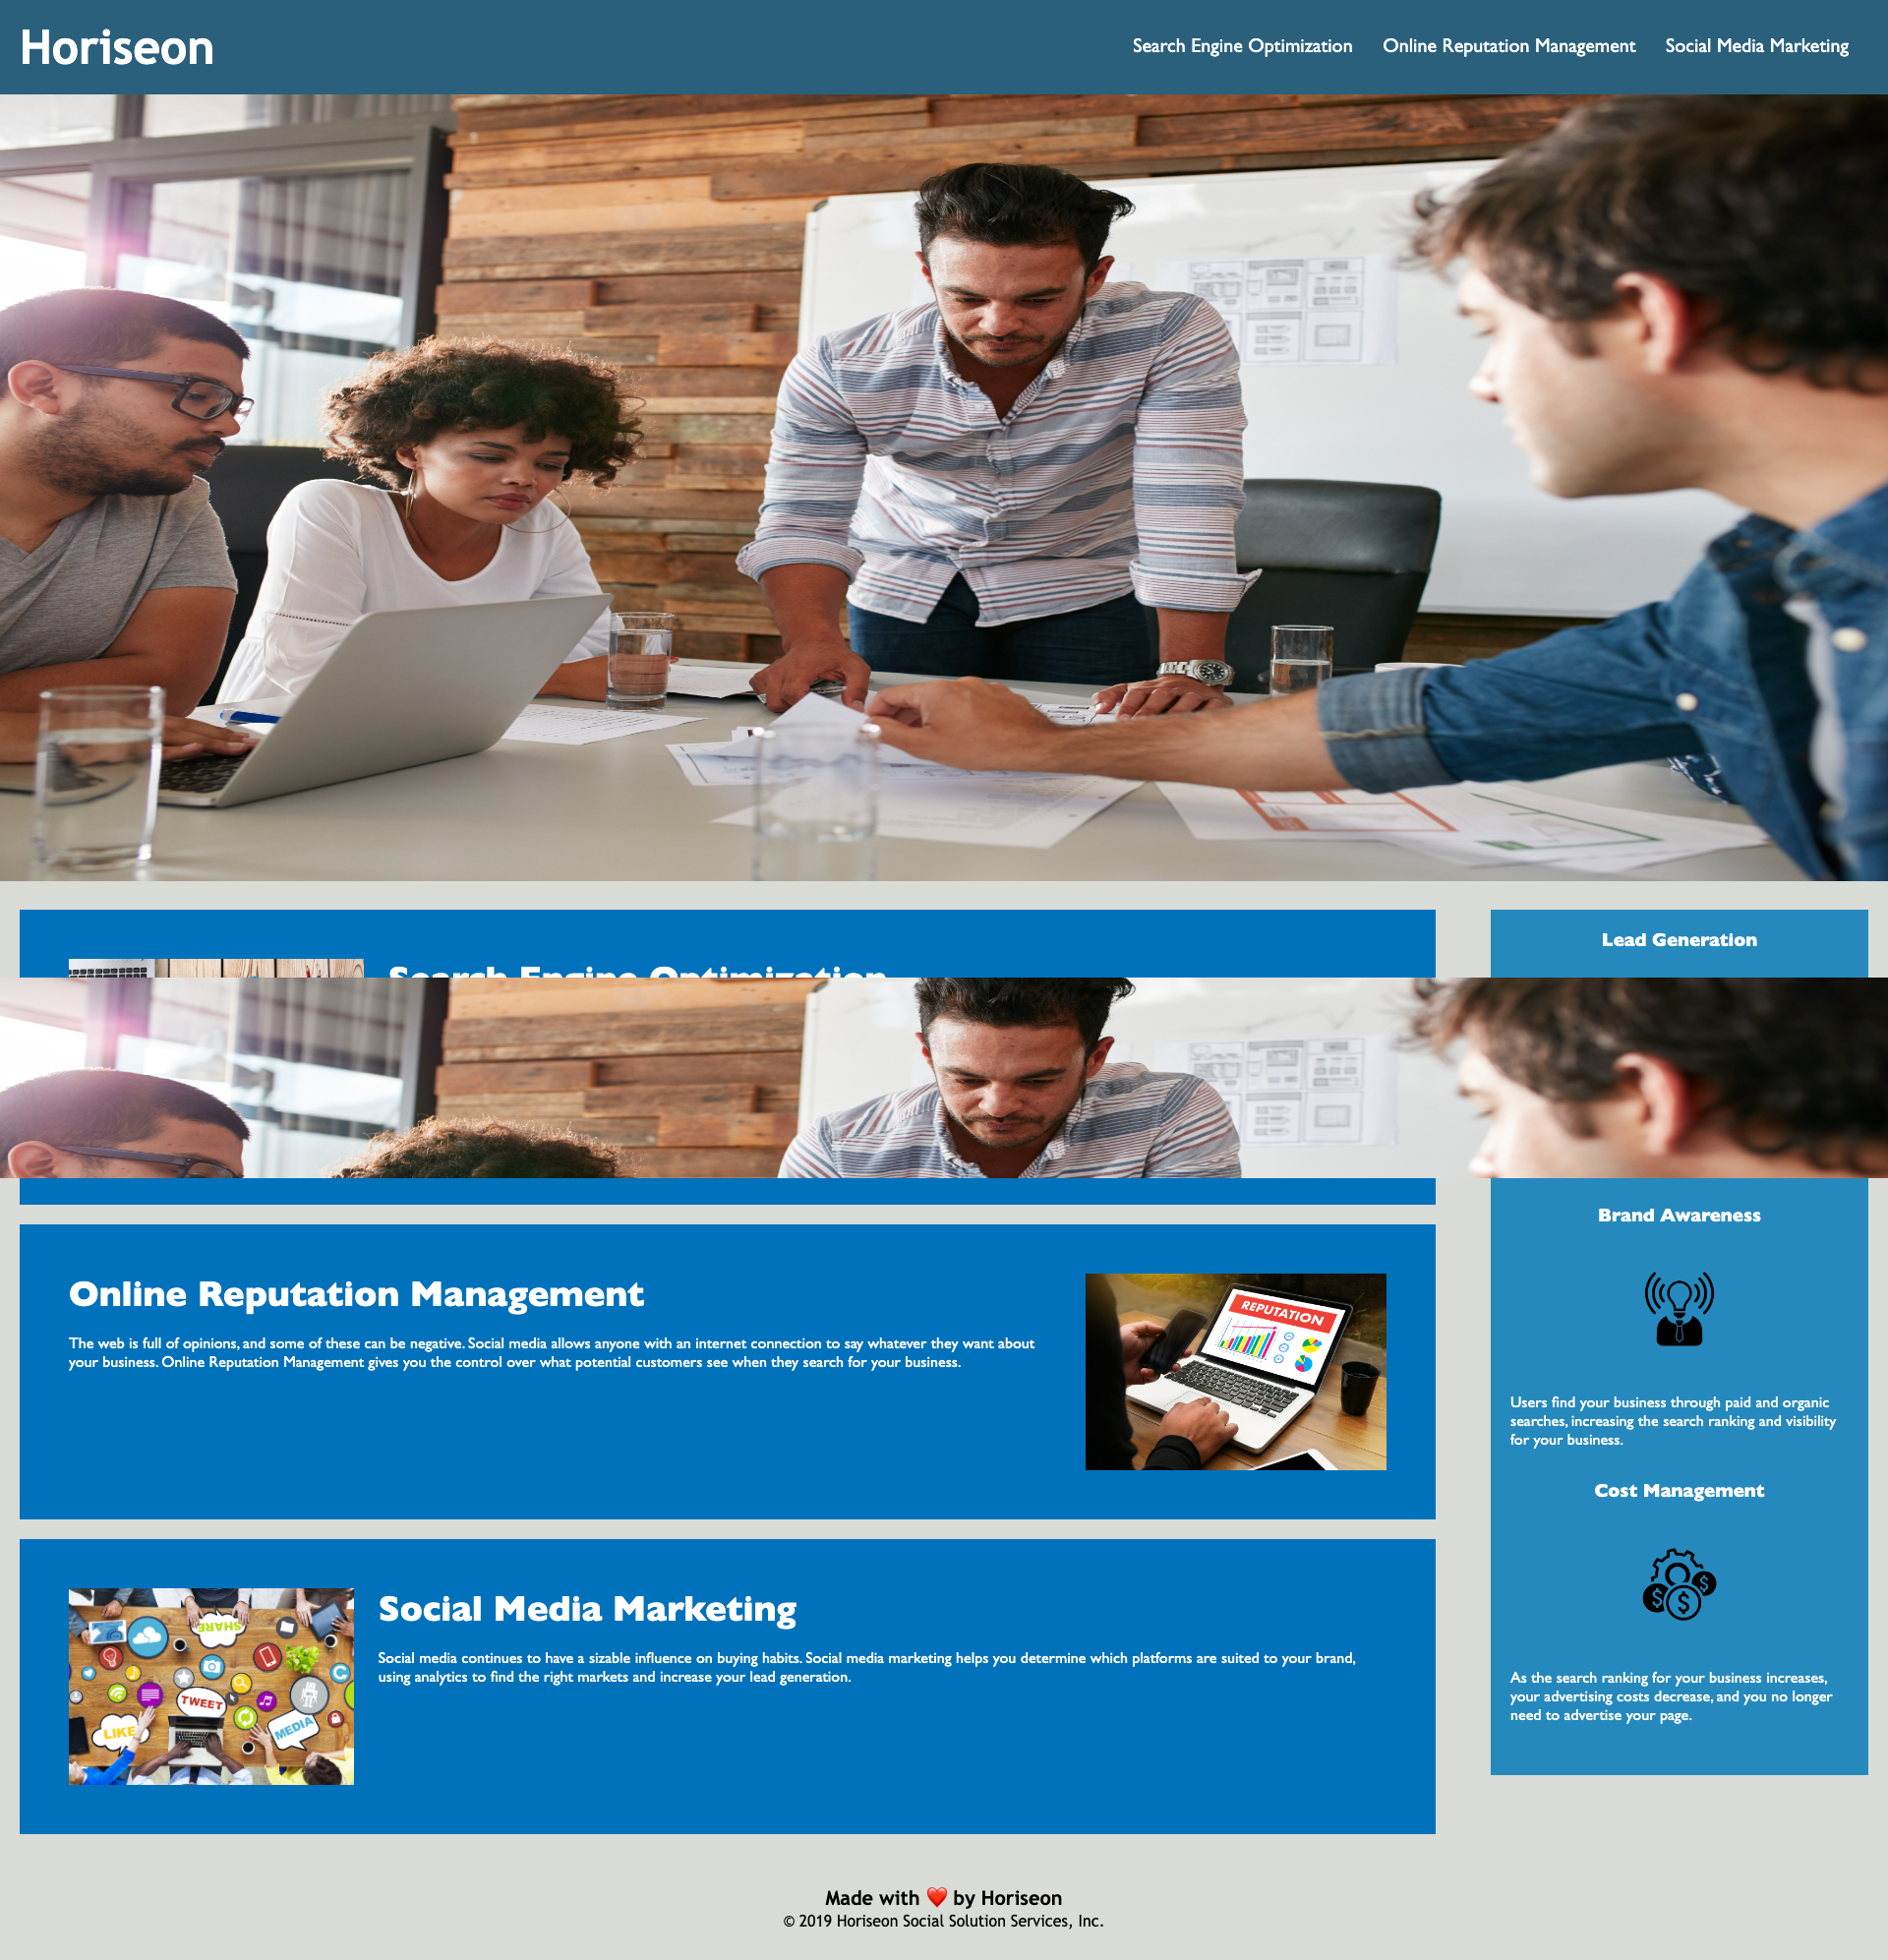 Horiseon
Search Engine Optimization
Online Reputation Management
Social Media Marketing
Search Engine Optimization
Lead Generation
Online Reputation Management
The web is full of opinions, and some of these can be negative. Social media allows anyone with an internet connection to say whatever they want about
your business. Online Reputation Management gives you the control over what potential customers see when they search for your business.
REPUTATION
Social Media Marketing
Social media continues to have a sizable influence on buying habits. Social media marketing helps you determine which platforms are suited to your brand,
using analytics to find the right markets and increase your lead generation.
SHARE
TWEET
LIKE
MEDIA
Brand Awareness
Users find your business through paid and organic
searches, increasing the search ranking and visibility
for your business.
Cost Management
$
$
$
As the search ranking for your business increases,
your advertising costs decrease, and you no longer
need to advertise your page.
Made with ❤️ by Horiseon
© 2019 Horiseon Social Solution Services, Inc.